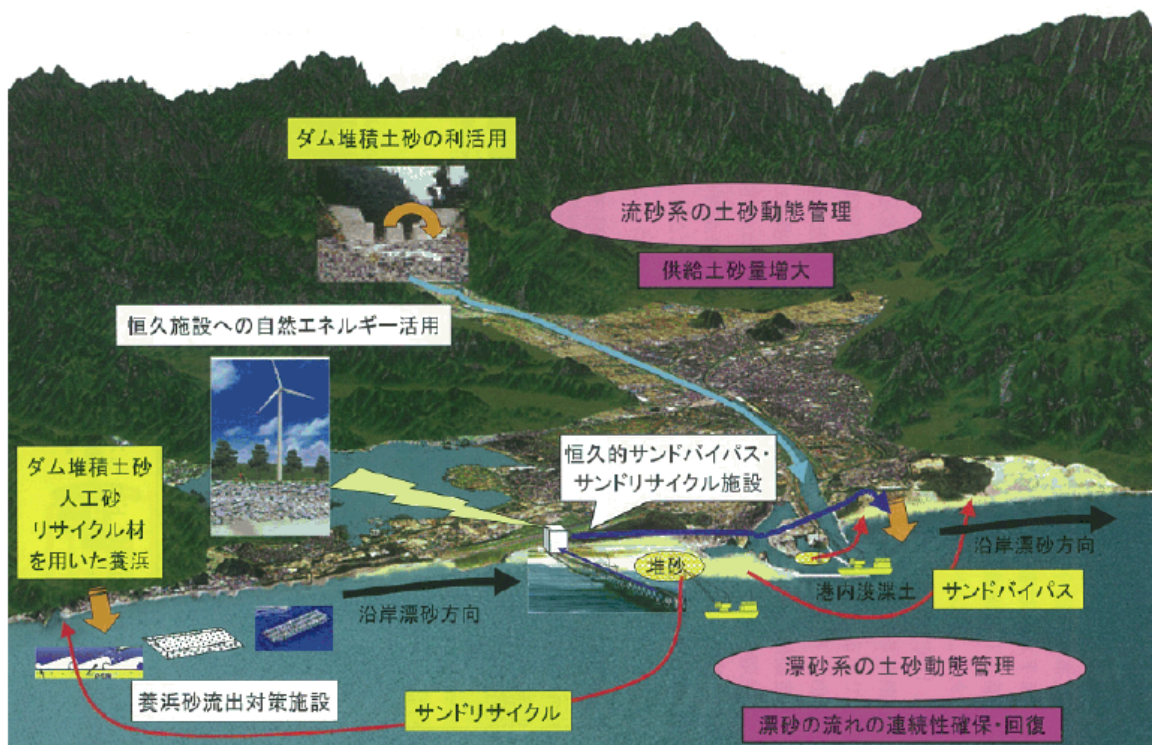 ダム堆積土砂の利活用
流砂系の土砂動態管理
供給土砂量増大
恒久施設への自然エネルギー活用
恒久的サンドバイパス・
サンドリサイクル施設
ダム堆積土砂
人工砂
リサイクル材
を用いた養浜
堆砂
沿岸漂砂方向
沿岸漂砂方向
港内浚渫土
サンドバイパス
漂砂系の土砂動態管理
養浜砂流出対策施設
サンドリサイクル
漂砂の流れの連続性確保・回復